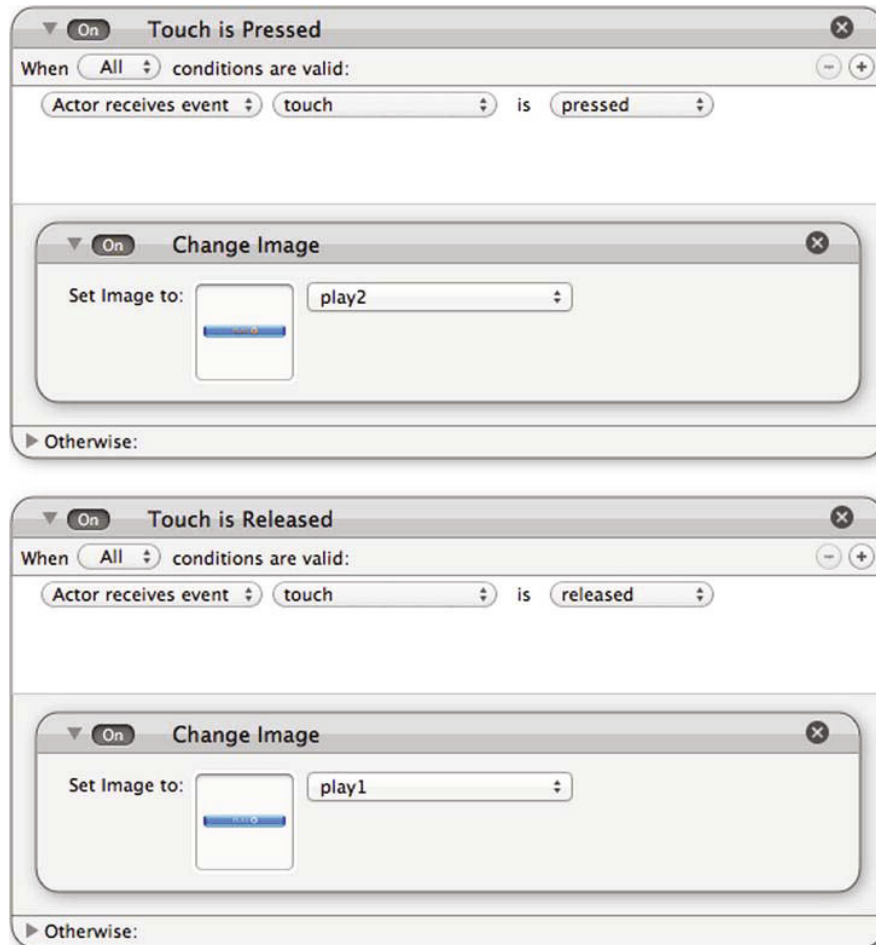 On Touch is Pressed
When All conditions are valid:
Actor receives event touch is pressed
On Change Image
Set Image to: play2
Otherwise:
On Touch is Released
When All conditions are valid:
Actor receives event touch is released
On Change Image
Set Image to: play1
Otherwise: